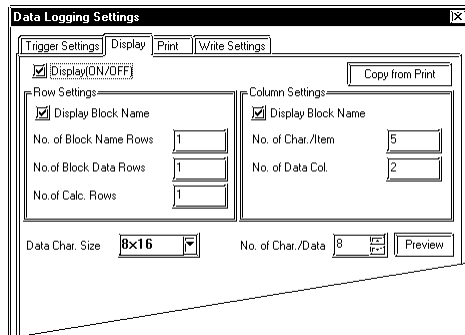 Data Logging Settings
Trigger Settings Display Print Write Settings
Display(ON/OFF) Copy from Print
Row Settings Column Settings
Display Block Name Display Block Name
No. of Block Name Rows 1 No. of Char./Item 5
No.of Block Data Rows 1 No. of Data Col. 2
No.of Calc. Rows 1
Data Char. Size 8×16 No. of Char./Data 8 Preview